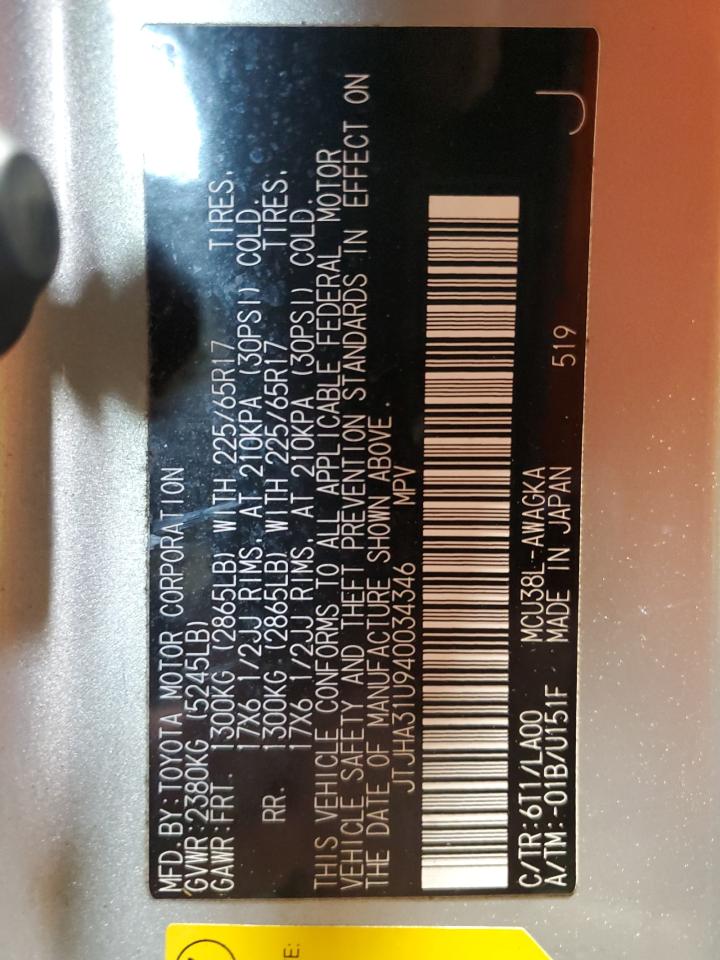 MFD. BY: TOYOTA MOTOR CORPORATION
GVWR: 2380KG (5245LB)
GAWR: FRT. 1300KG (2865LB) WITH 225/65R17 TIRES,
17X6 1/2JJ RIMS, AT 210KPA (30PSI) COLD.
RR. 1300KG (2865LB) WITH 225/65R17 TIRES,
17X6 1/2JJ RIMS, AT 210KPA (30PSI) COLD.
THIS VEHICLE CONFORMS TO ALL APPLICABLE FEDERAL MOTOR
VEHICLE SAFETY AND THEFT PREVENTION STANDARDS IN EFFECT ON
THE DATE OF MANUFACTURE SHOWN ABOVE.
JTJHA31U940034346 MPV
C/TR: 6T1/LA00 MCU38L-AWAGKA
A/TM: -01B/U151F MADE IN JAPAN 519 J
E: